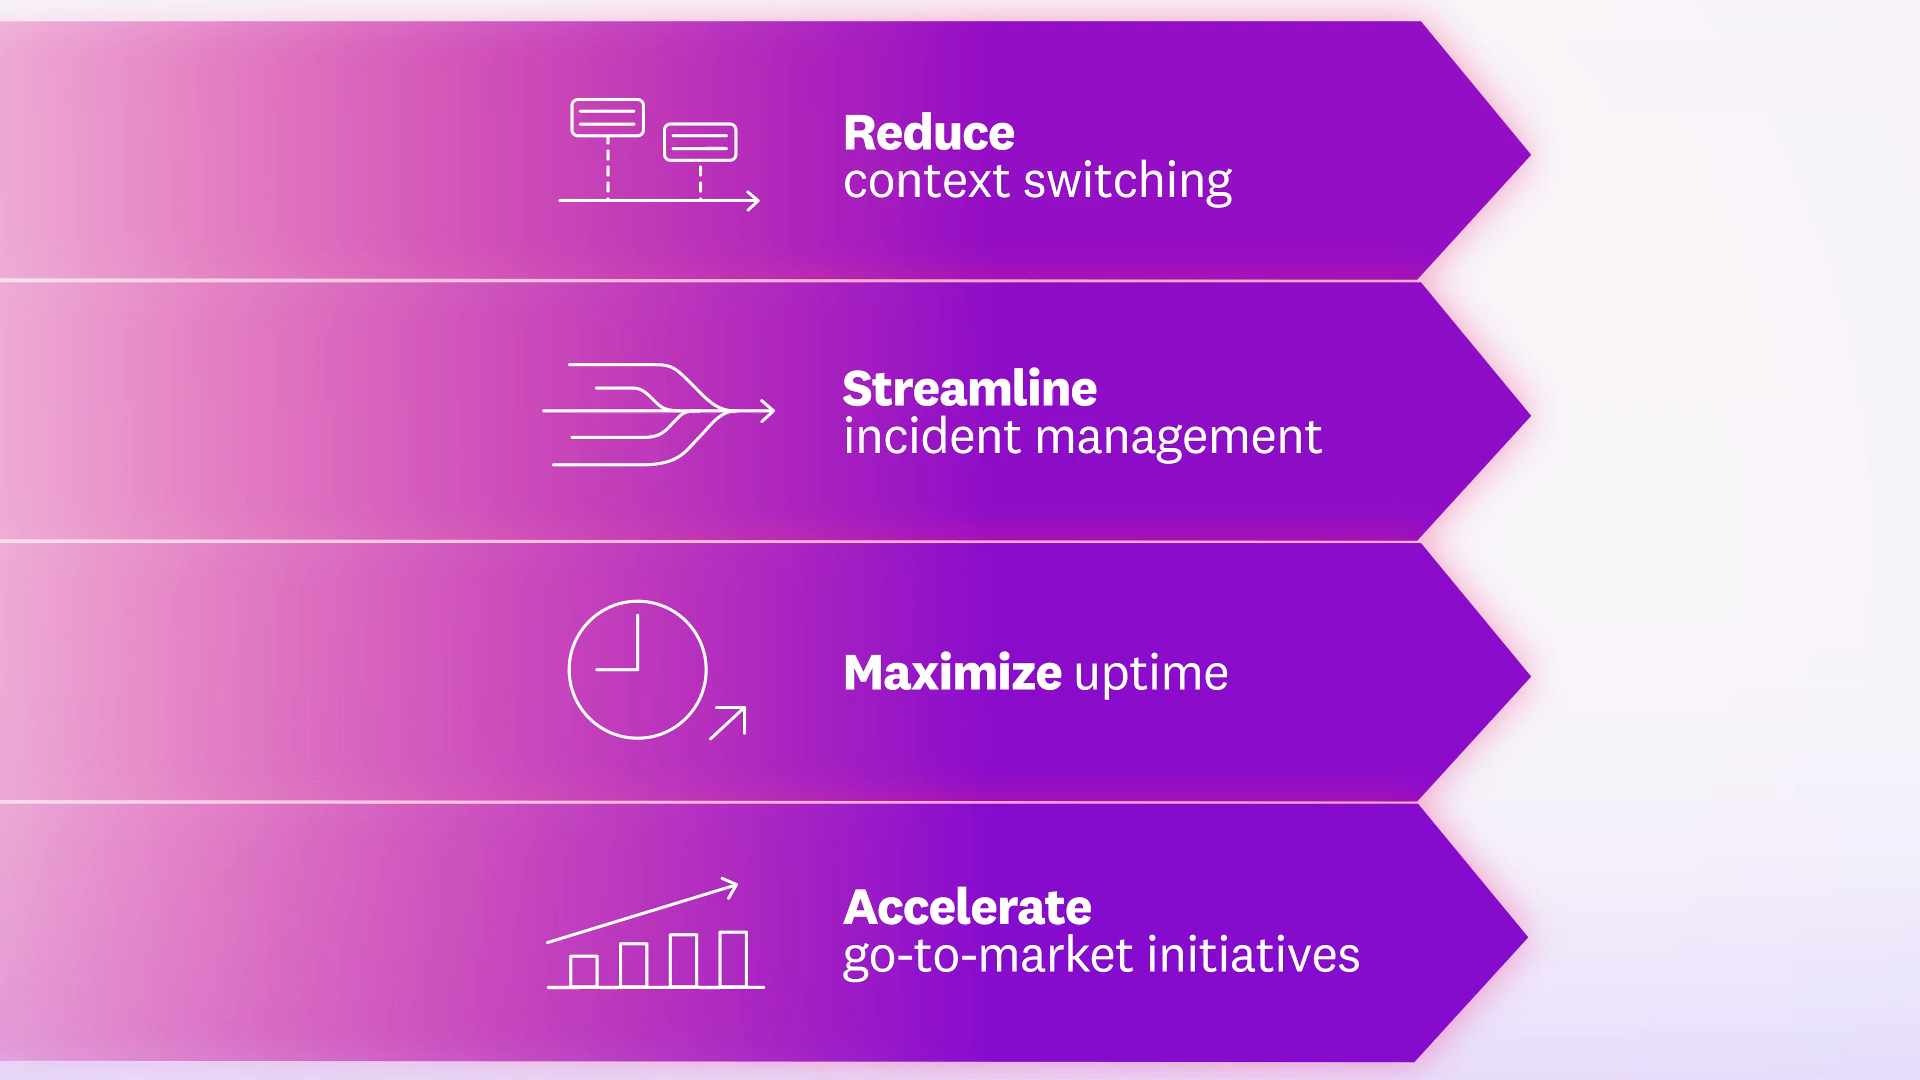 Reduce
context switching
Streamline
incident management
Maximize uptime
Accelerate
go-to-market initiatives